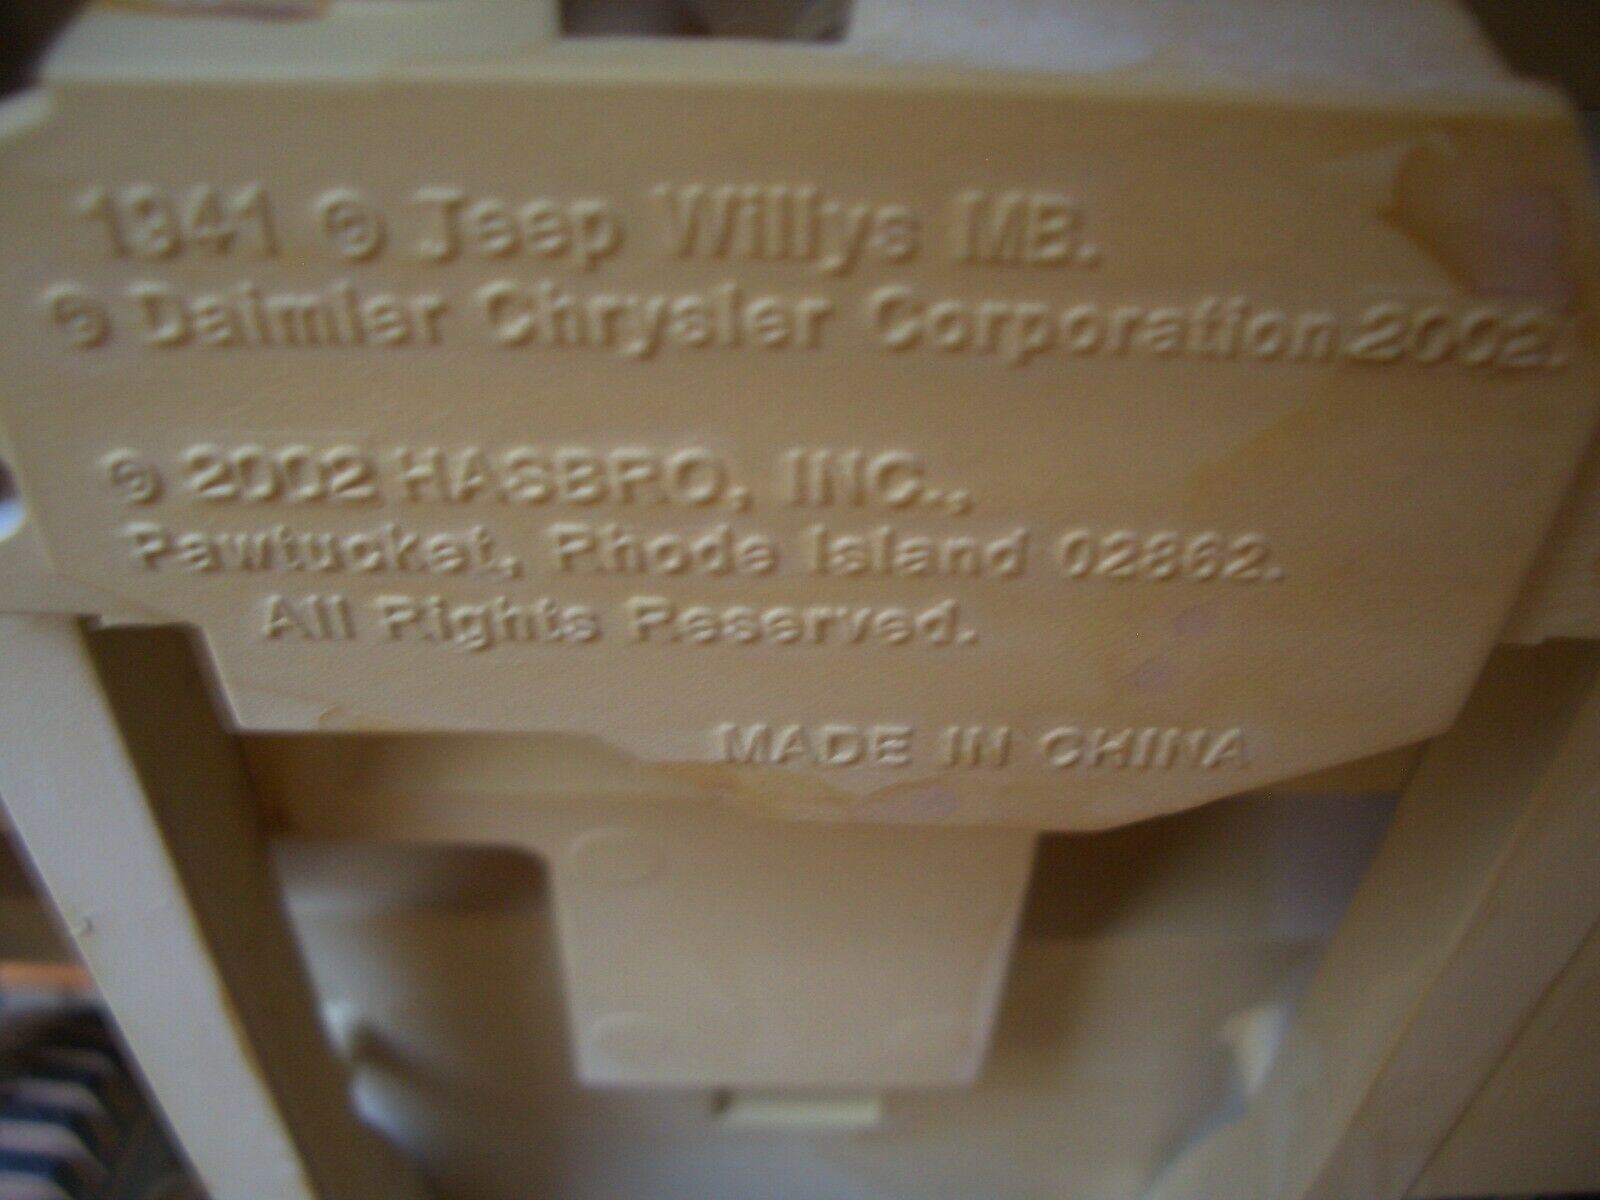 1941 © Jeep Willys MB.
© Daimler Chrysler Corporation 2002.
© 2002 HASBRO, INC.,
Pawtucket, Rhode Island 02862.
All Rights Reserved.
MADE IN CHINA